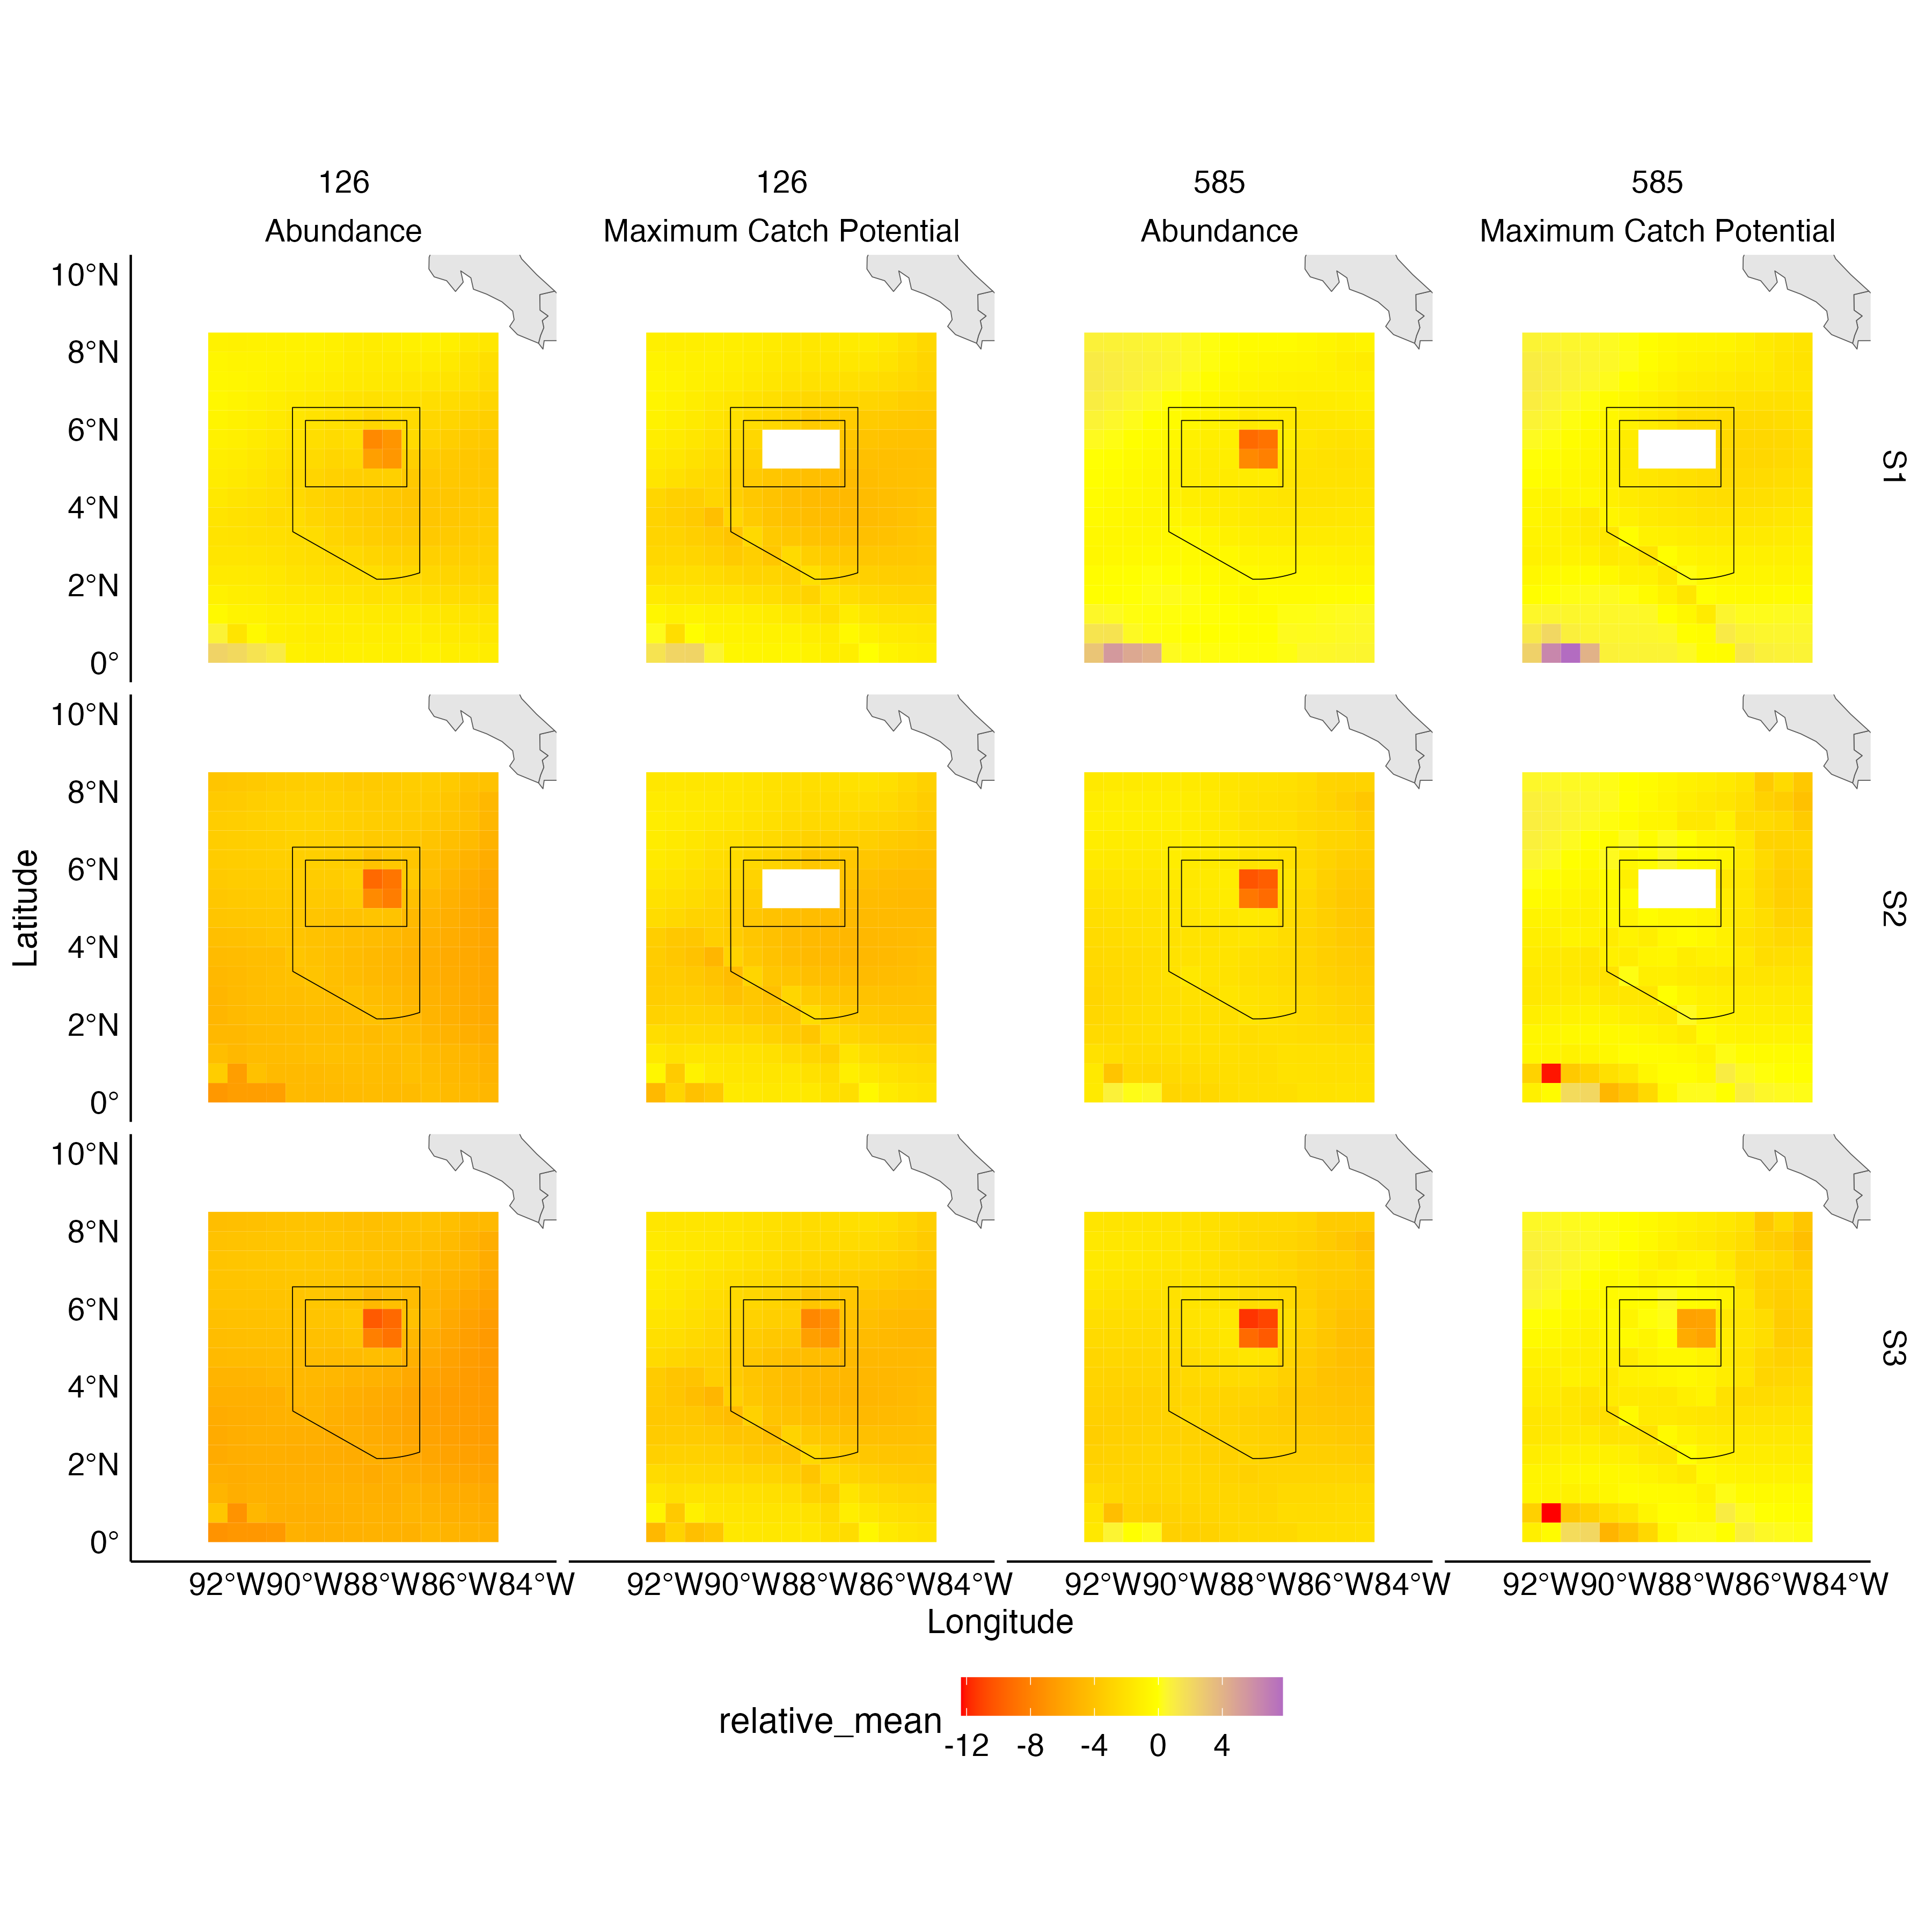 126 126 585 585
Abundance Maximum Catch Potential Abundance Maximum Catch Potential
10°N
8°N
6°N
4°N
2°N
0°
S1
10°N
8°N
6°N
4°N
2°N
0°
S2
Latitude
10°N
8°N
6°N
4°N
2°N
0°
S3
92°W90°W88°W86°W84°W 92°W90°W88°W86°W84°W 92°W90°W88°W86°W84°W 92°W90°W88°W86°W84°W
Longitude
relative_mean
-12 -8 -4 0 4